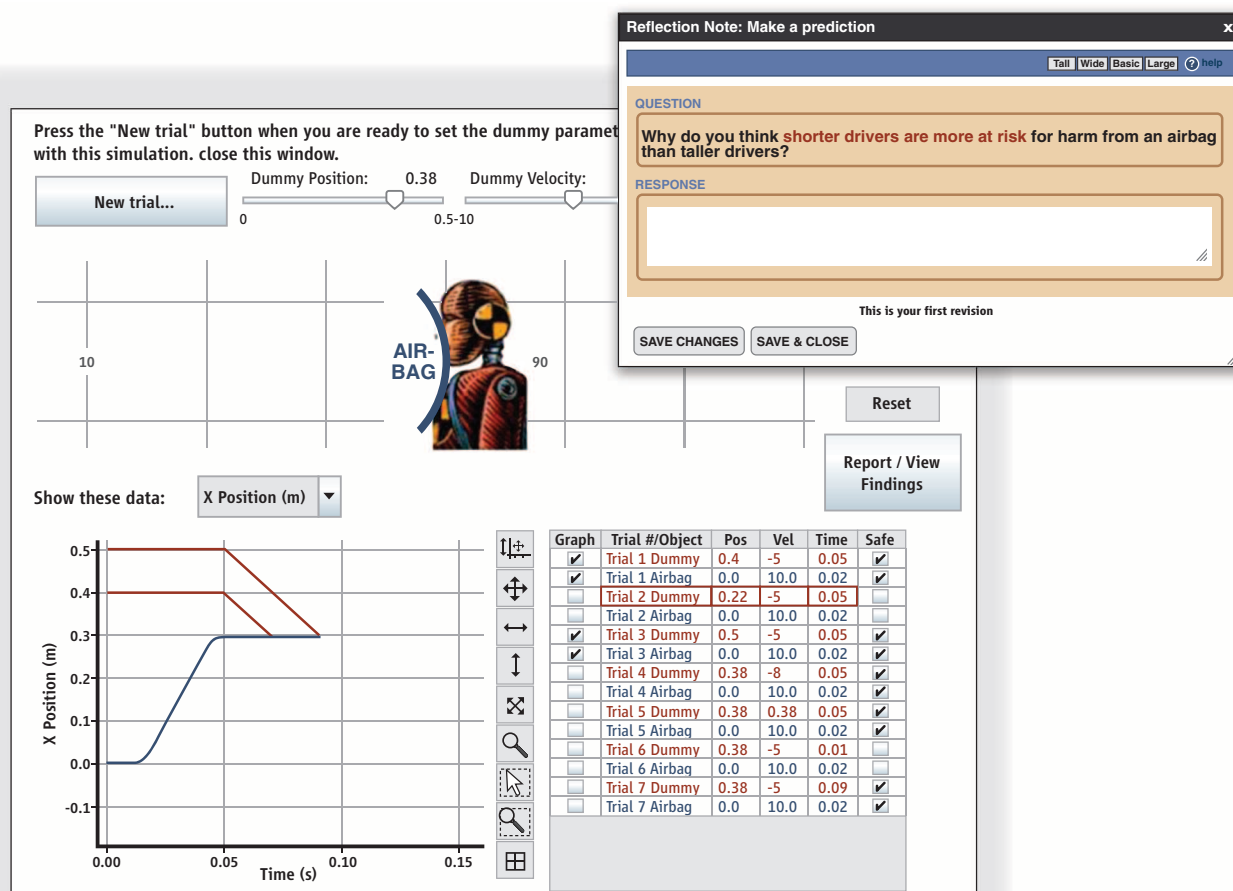 Reflection Note: Make a prediction x
Tall Wide Basic Large ? help
QUESTION
Why do you think shorter drivers are more at risk for harm from an airbag
than taller drivers?
RESPONSE
This is your first revision
SAVE CHANGES SAVE & CLOSE
Press the "New trial" button when you are ready to set the dummy paramet
with this simulation. close this window.
New trial...
Dummy Position: 0.38 Dummy Velocity:
0 0.5-10
10 AIR-
BAG 90
Reset
Report / View
Findings
Show these data: X Position (m)
X Position (m)
0.5
0.4
0.3
0.2
0.1
0.0
-0.1
0.00 0.05 0.10 0.15
Time (s)
Graph Trial #/Object Pos Vel Time Safe
Trial 1 Dummy 0.4 -5 0.05
Trial 1 Airbag 0.0 10.0 0.02
Trial 2 Dummy 0.22 -5 0.05
Trial 2 Airbag 0.0 10.0 0.02
Trial 3 Dummy 0.5 -5 0.05
Trial 3 Airbag 0.0 10.0 0.02
Trial 4 Dummy 0.38 -8 0.05
Trial 4 Airbag 0.0 10.0 0.02
Trial 5 Dummy 0.38 0.38 0.05
Trial 5 Airbag 0.0 10.0 0.02
Trial 6 Dummy 0.38 -5 0.01
Trial 6 Airbag 0.0 10.0 0.02
Trial 7 Dummy 0.38 -5 0.09
Trial 7 Airbag 0.0 10.0 0.02